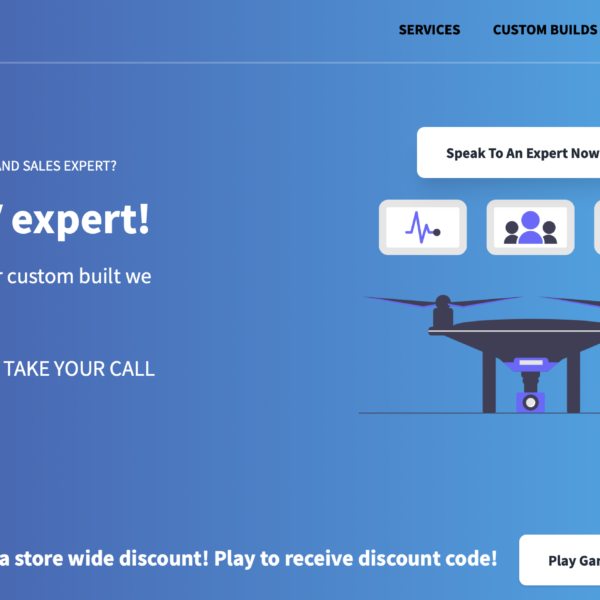 SERVICES CUSTOM BUILDS
Speak To An Expert Now
AND SALES EXPERT?
expert!
custom built we
TAKE YOUR CALL
a store wide discount! Play to receive discount code!
Play